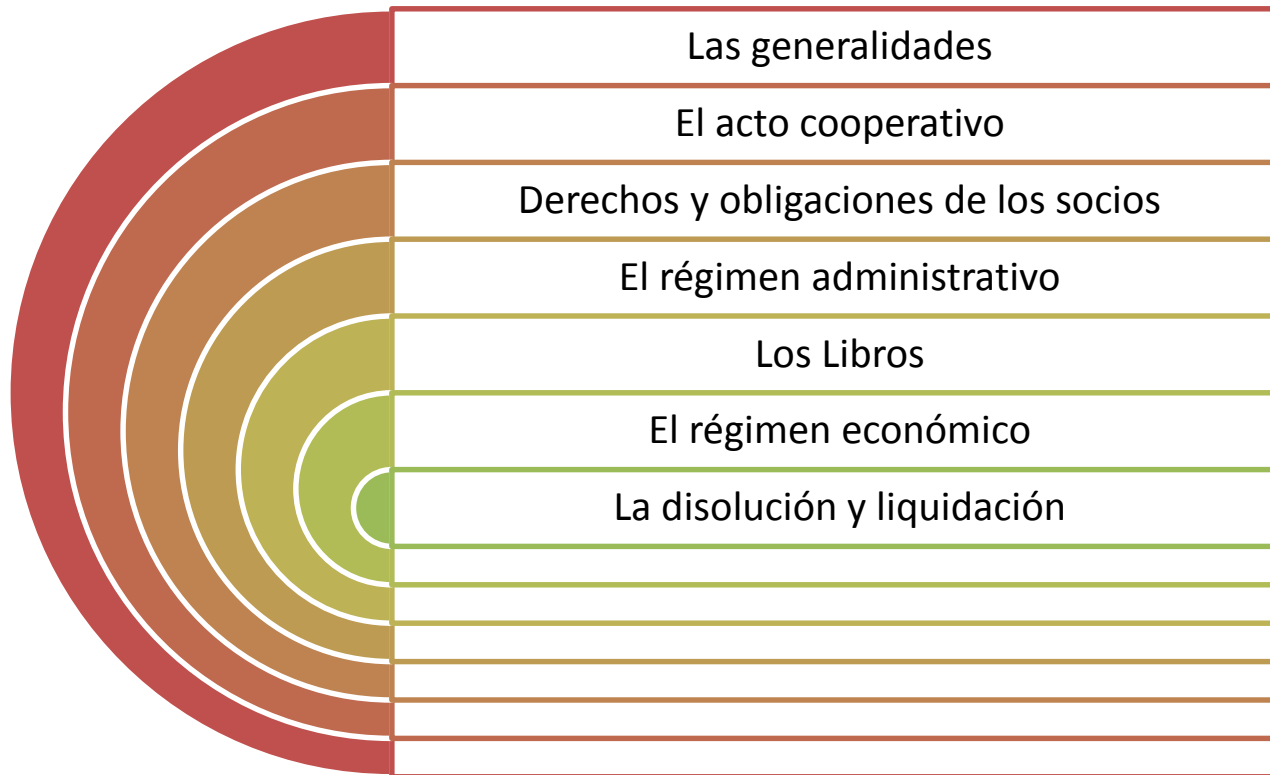 Las generalidades
El acto cooperativo
Derechos y obligaciones de los socios
El régimen administrativo
Los Libros
El régimen económico
La disolución y liquidación